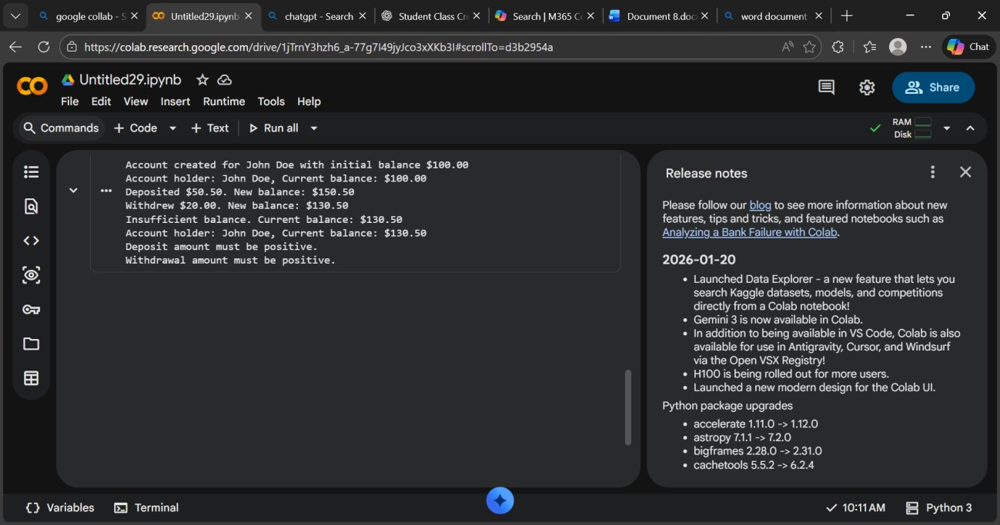 google collab - S
Untitled29.ipynb
chatgpt - Search
Student Class Cre
Search | M365 Co
Document 8.doc
word document
https://colab.research.google.com/drive/1jTrnY3hzh6_a-77g7l49jyJco3xXKb3l#scrollTo=d3b2954a
Chat
Untitled29.ipynb
File Edit View Insert Runtime Tools Help
Share
Commands + Code + Text Run all
RAM
Disk
Account created for John Doe with initial balance $100.00
Account holder: John Doe, Current balance: $100.00
Deposited $50.50. New balance: $150.50
Withdrew $20.00. New balance: $130.50
Insufficient balance. Current balance: $130.50
Account holder: John Doe, Current balance: $130.50
Deposit amount must be positive.
Withdrawal amount must be positive.
Release notes
Please follow our blog to see more information about new
features, tips and tricks, and featured notebooks such as
Analyzing a Bank Failure with Colab.
2026-01-20
• Launched Data Explorer - a new feature that lets you
search Kaggle datasets, models, and competitions
directly from a Colab notebook!
• Gemini 3 is now available in Colab.
• In addition to being available in VS Code, Colab is also
available for use in Antigravity, Cursor, and Windsurf
via the Open VSX Registry!
• H100 is being rolled out for more users.
• Launched a new modern design for the Colab UI.
Python package upgrades
• accelerate 1.11.0 -> 1.12.0
• astropy 7.1.1 -> 7.2.0
• bigframes 2.28.0 -> 2.31.0
• cachetools 5.5.2 -> 6.2.4
Variables Terminal
10:11 AM Python 3